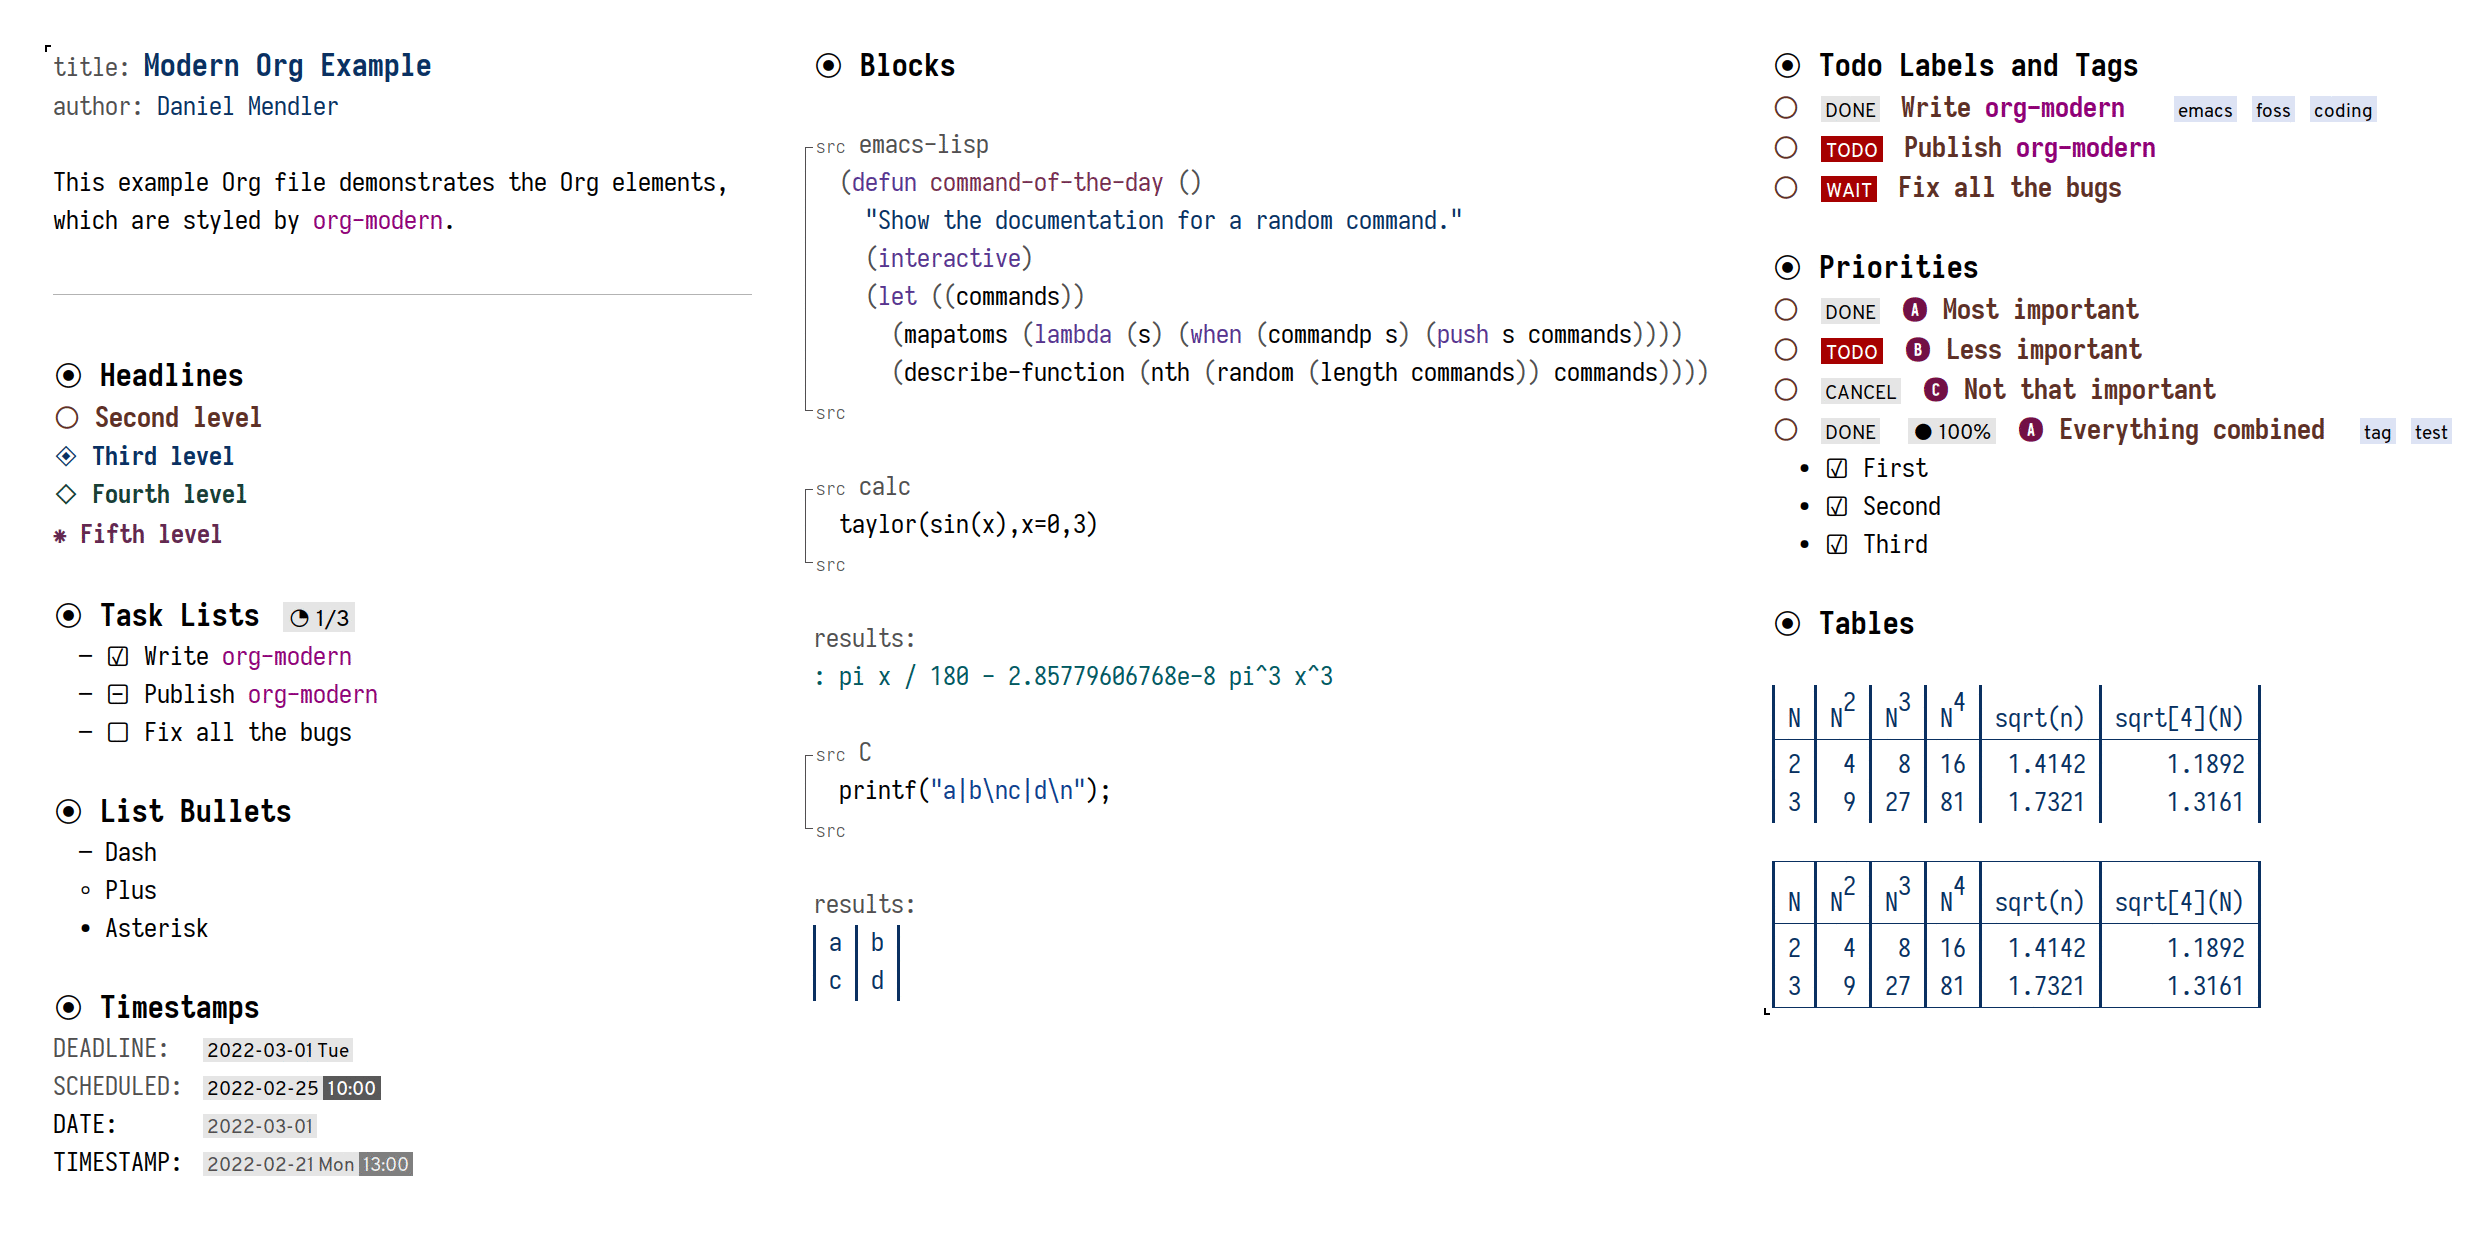 title: Modern Org Example
author: Daniel Mendler
This example Org file demonstrates the Org elements,
which are styled by org-modern.
Headlines
Second level
Third level
Fourth level
Fifth level
Task Lists 1/3
– ☑ Write org-modern
– ⊟ Publish org-modern
– ☐ Fix all the bugs
List Bullets
– Dash
◦ Plus
• Asterisk
Timestamps
DEADLINE: 2022-03-01 Tue
SCHEDULED: 2022-02-25 10:00
DATE: 2022-03-01
TIMESTAMP: 2022-02-21 Mon 13:00
Blocks
src emacs-lisp
(defun command-of-the-day ()
"Show the documentation for a random command."
(interactive)
(let ((commands))
(mapatoms (lambda (s) (when (commandp s) (push s commands))))
(describe-function (nth (random (length commands)) commands))))
src
src calc
taylor(sin(x),x=0,3)
src
results:
: pi x / 180 - 2.85779606768e-8 pi^3 x^3
src C
printf("a|b\nc|d\n");
src
results:
a b
c d
Todo Labels and Tags
DONE Write org-modern emacs foss coding
TODO Publish org-modern
WAIT Fix all the bugs
Priorities
DONE A Most important
TODO B Less important
CANCEL C Not that important
DONE ● 100% A Everything combined tag test
• ☑ First
• ☑ Second
• ☑ Third
Tables
N N² N³ N⁴ sqrt(n) sqrt[4](N)
2 4 8 16 1.4142 1.1892
3 9 27 81 1.7321 1.3161
N N² N³ N⁴ sqrt(n) sqrt[4](N)
2 4 8 16 1.4142 1.1892
3 9 27 81 1.7321 1.3161